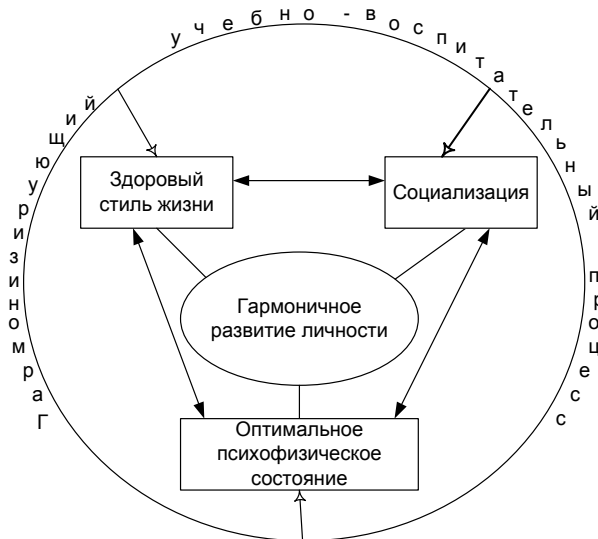 Гармонизирующий учебно-воспитательный процесс
Здоровый
стиль жизни
Социализация
Гармоничное
развитие личности
Оптимальное
психофизическое
состояние